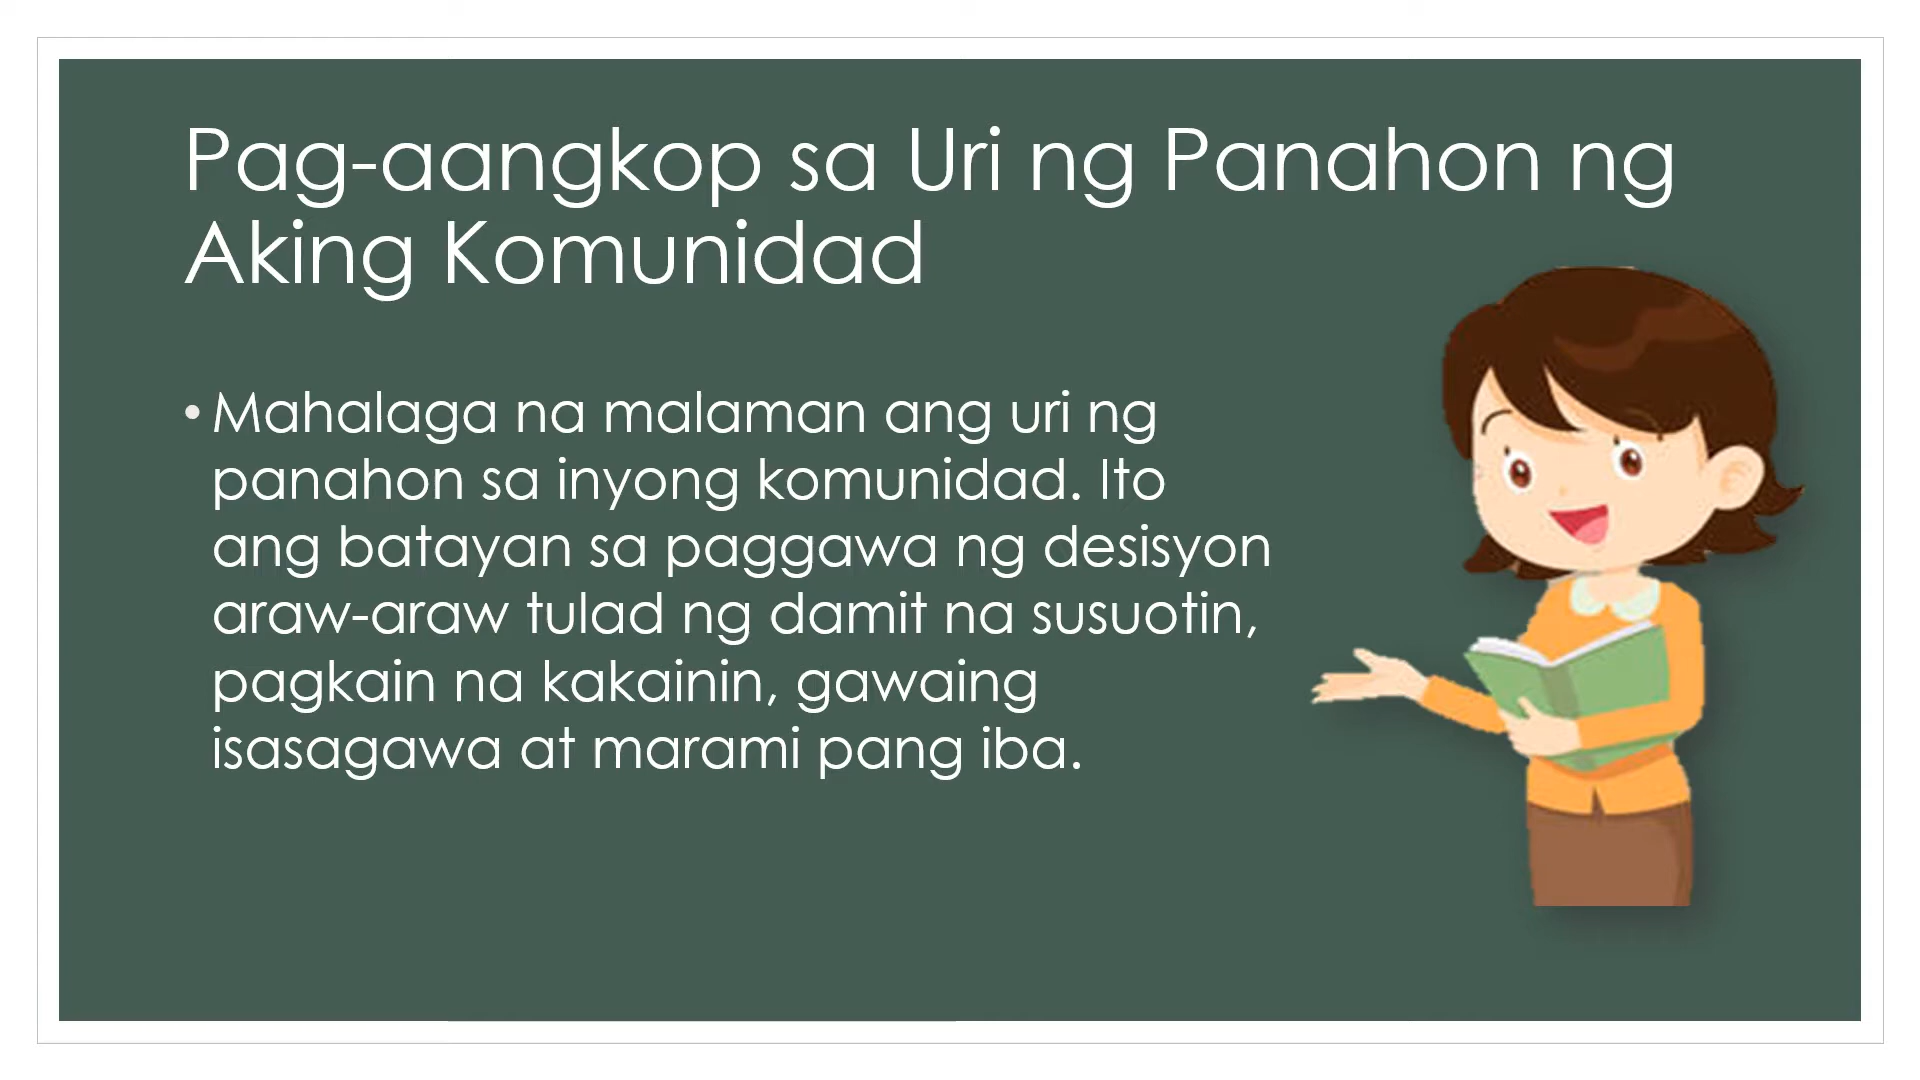 Pag-aangkop sa Uri ng Panahon ng
Aking Komunidad
• Mahalaga na malaman ang uri ng
panahon sa inyong komunidad. Ito
ang batayan sa paggawa ng desisyon
araw-araw tulad ng damit na susuotin,
pagkain na kakainin, gawaing
isasagawa at marami pang iba.